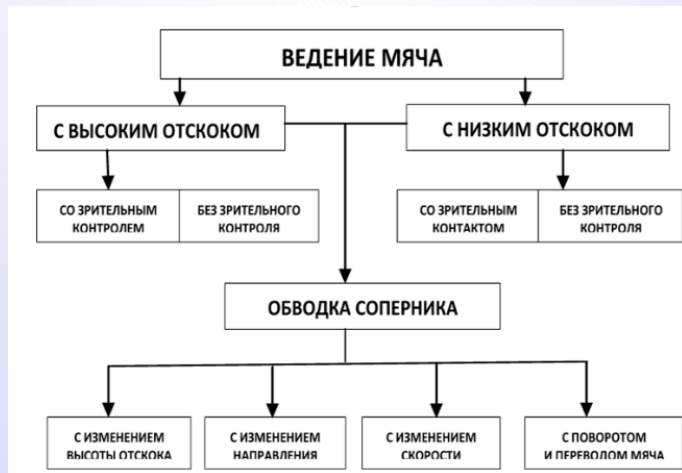 ВЕДЕНИЕ МЯЧА
С ВЫСОКИМ ОТСКОКОМ
С НИЗКИМ ОТСКОКОМ
СО ЗРИТЕЛЬНЫМ
КОНТРОЛЕМ
БЕЗ ЗРИТЕЛЬНОГО
КОНТРОЛЯ
СО ЗРИТЕЛЬНЫМ
КОНТАКТОМ
БЕЗ ЗРИТЕЛЬНОГО
КОНТРОЛЯ
ОБВОДКА СОПЕРНИКА
С ИЗМЕНЕНИЕМ
ВЫСОТЫ ОТСКОКА
С ИЗМЕНЕНИЕМ
НАПРАВЛЕНИЯ
С ИЗМЕНЕНИЕМ
СКОРОСТИ
С ПОВОРОТОМ
И ПЕРЕВОДОМ МЯЧА